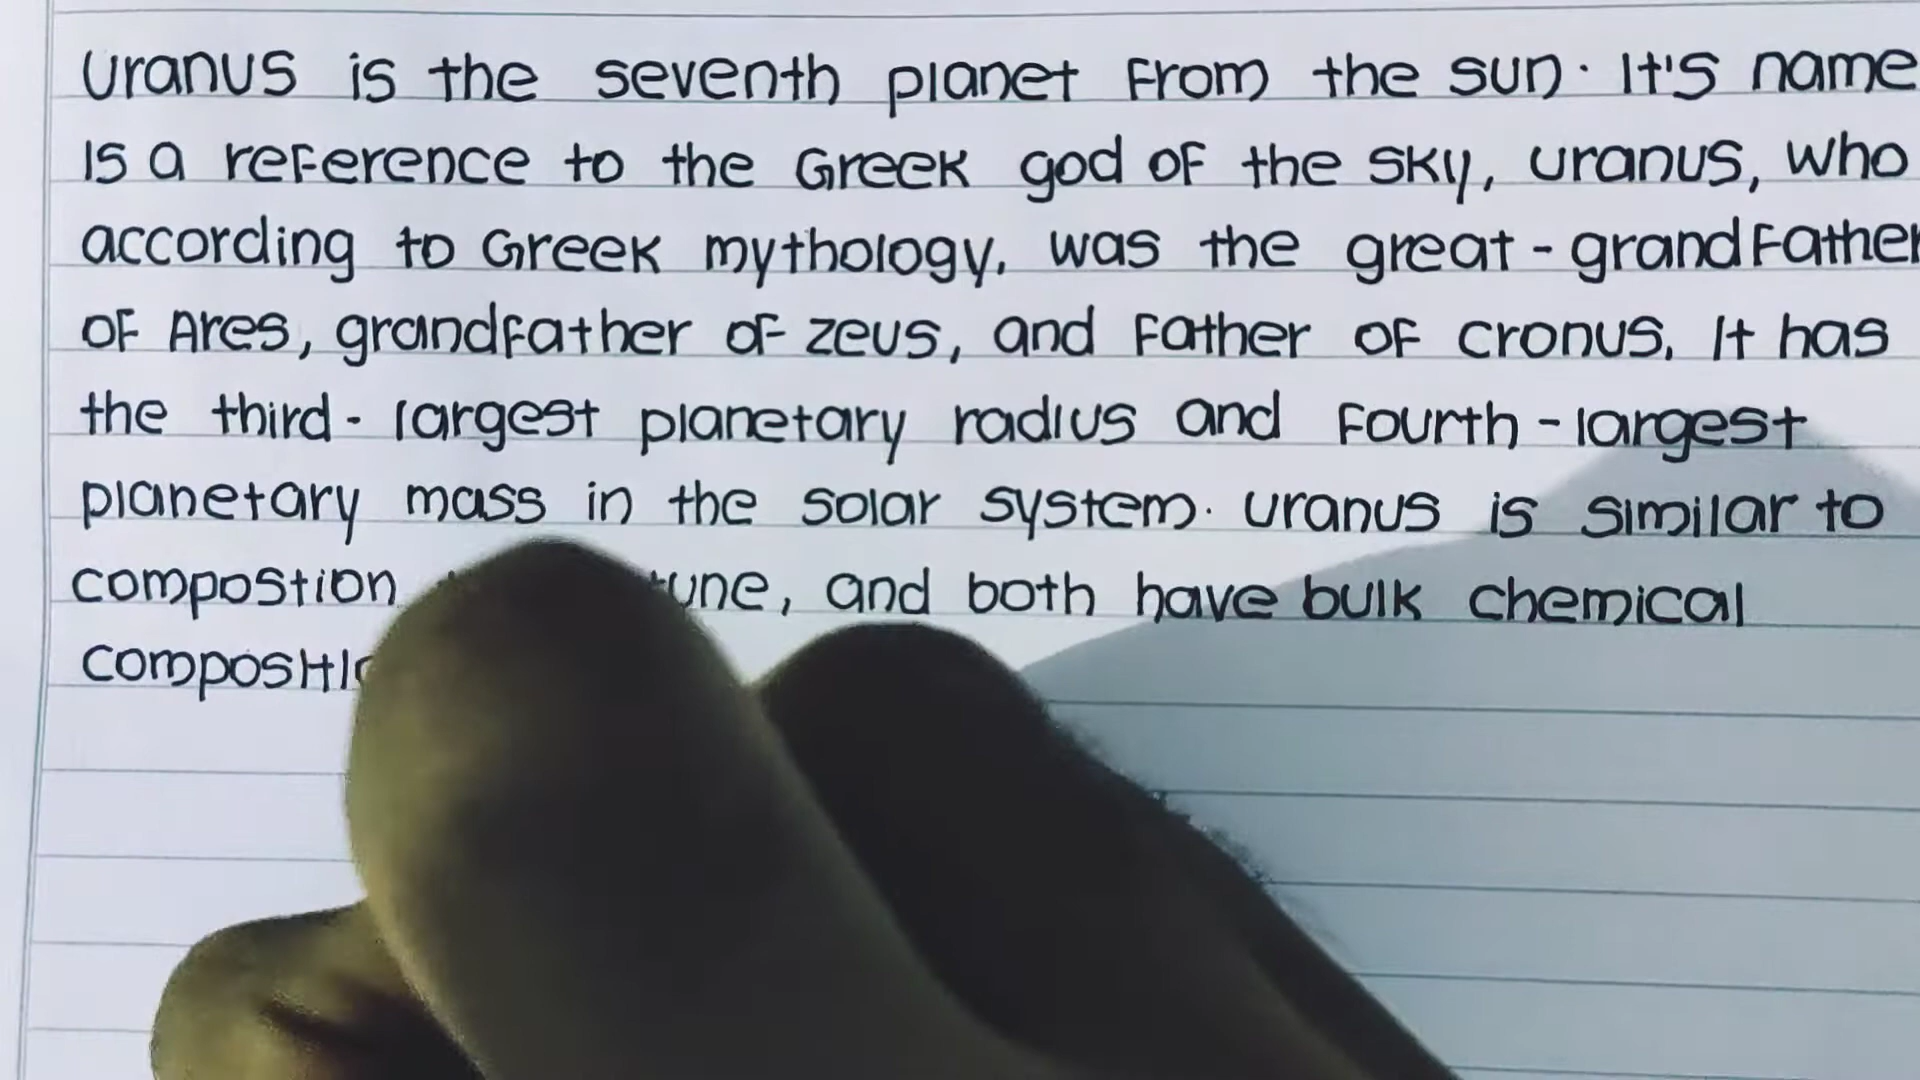 Uranus is the seventh planet from the sun. It's name
is a reference to the Greek god of the sky, Uranus, who
according to Greek mythology, was the great-grandfather
of Ares, grandfather of Zeus, and father of Cronus. It has
the third-largest planetary radius and fourth-largest
planetary mass in the solar system. Uranus is similar to
compostion , and both have bulk chemical